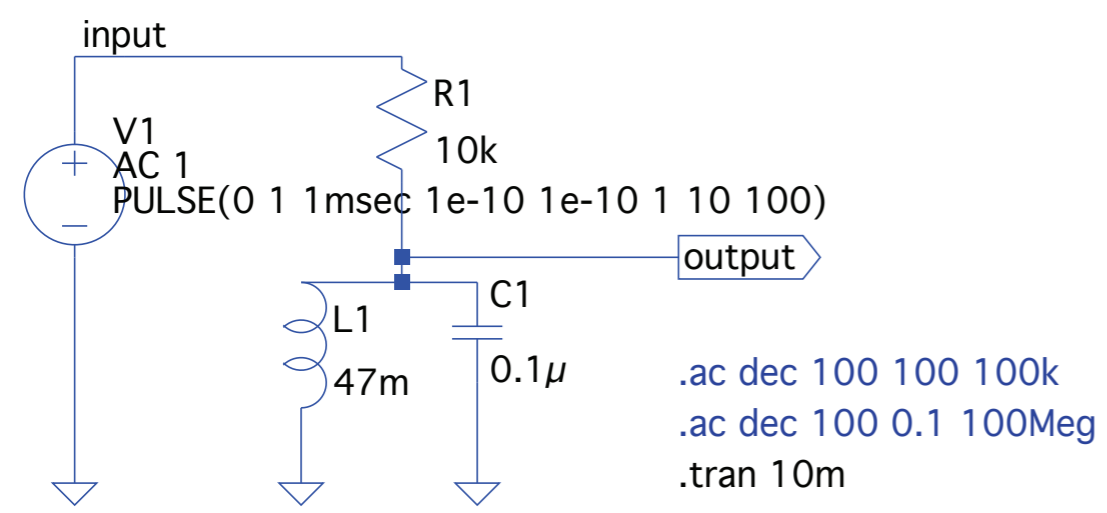 input
R1
10k
V1
AC 1
PULSE(0 1 1msec 1e-10 1e-10 1 10 100)
output
L1
47m
C1
0.1µ
.ac dec 100 100 100k
.ac dec 100 0.1 100Meg
.tran 10m